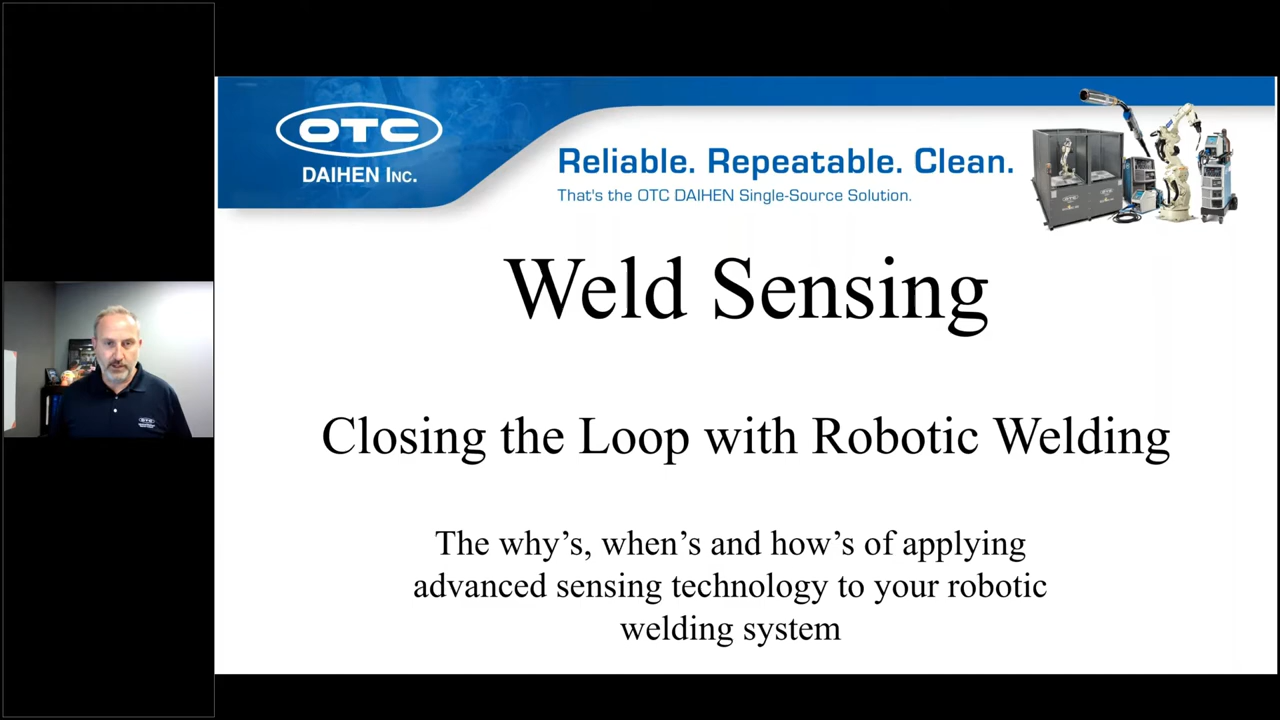 OTC
DAIHEN INC.
Reliable. Repeatable. Clean.
That's the OTC DAIHEN Single-Source Solution.
Weld Sensing
Closing the Loop with Robotic Welding
The why’s, when’s and how’s of applying
advanced sensing technology to your robotic
welding system
OTC